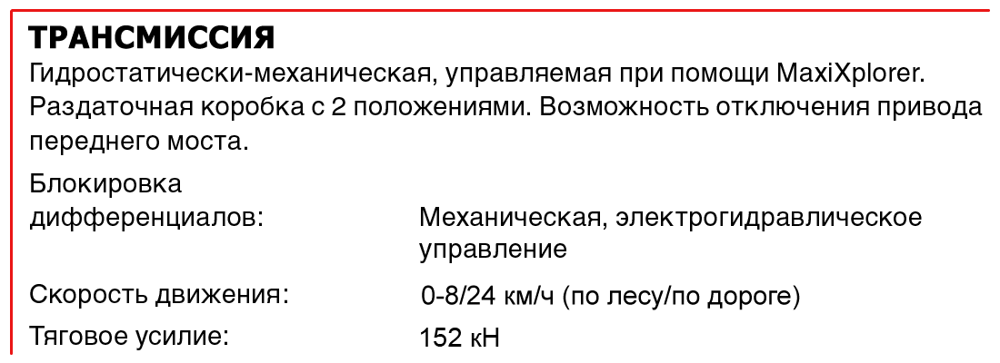 ТРАНСМИССИЯ
Гидростатически-механическая, управляемая при помощи MaxiXplorer.
Раздаточная коробка с 2 положениями. Возможность отключения привода
переднего моста.
Блокировка
дифференциалов: Механическая, электрогидравлическое
управление
Скорость движения: 0-8/24 км/ч (по лесу/по дороге)
Тяговое усилие: 152 кН